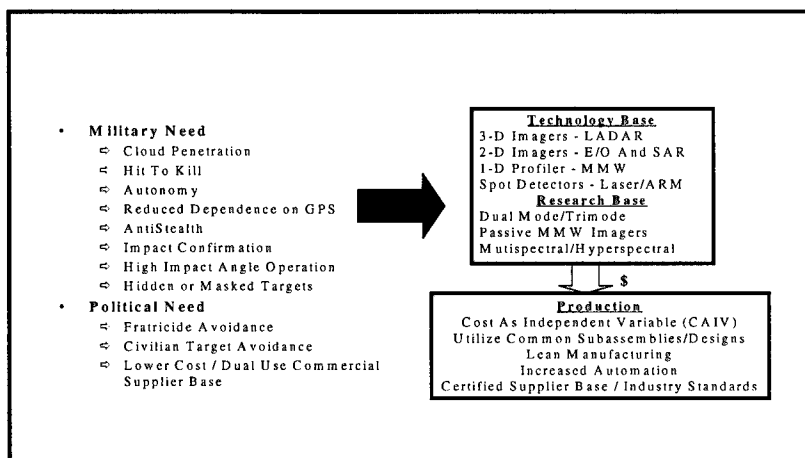 • Military Need
⇨ Cloud Penetration
⇨ Hit To Kill
⇨ Autonomy
⇨ Reduced Dependence on GPS
⇨ AntiStealth
⇨ Impact Confirmation
⇨ High Impact Angle Operation
⇨ Hidden or Masked Targets
• Political Need
⇨ Fratricide Avoidance
⇨ Civilian Target Avoidance
⇨ Lower Cost / Dual Use Commercial
Supplier Base
Technology Base
3-D Imagers - LADAR
2-D Imagers - E/O And SAR
1-D Profiler - MMW
Spot Detectors - Laser/ARM
Research Base
Dual Mode/Trimode
Passive MMW Imagers
Mutispectral/Hyperspectral
$
Production
Cost As Independent Variable (CAIV)
Utilize Common Subassemblies/Designs
Lean Manufacturing
Increased Automation
Certified Supplier Base / Industry Standards